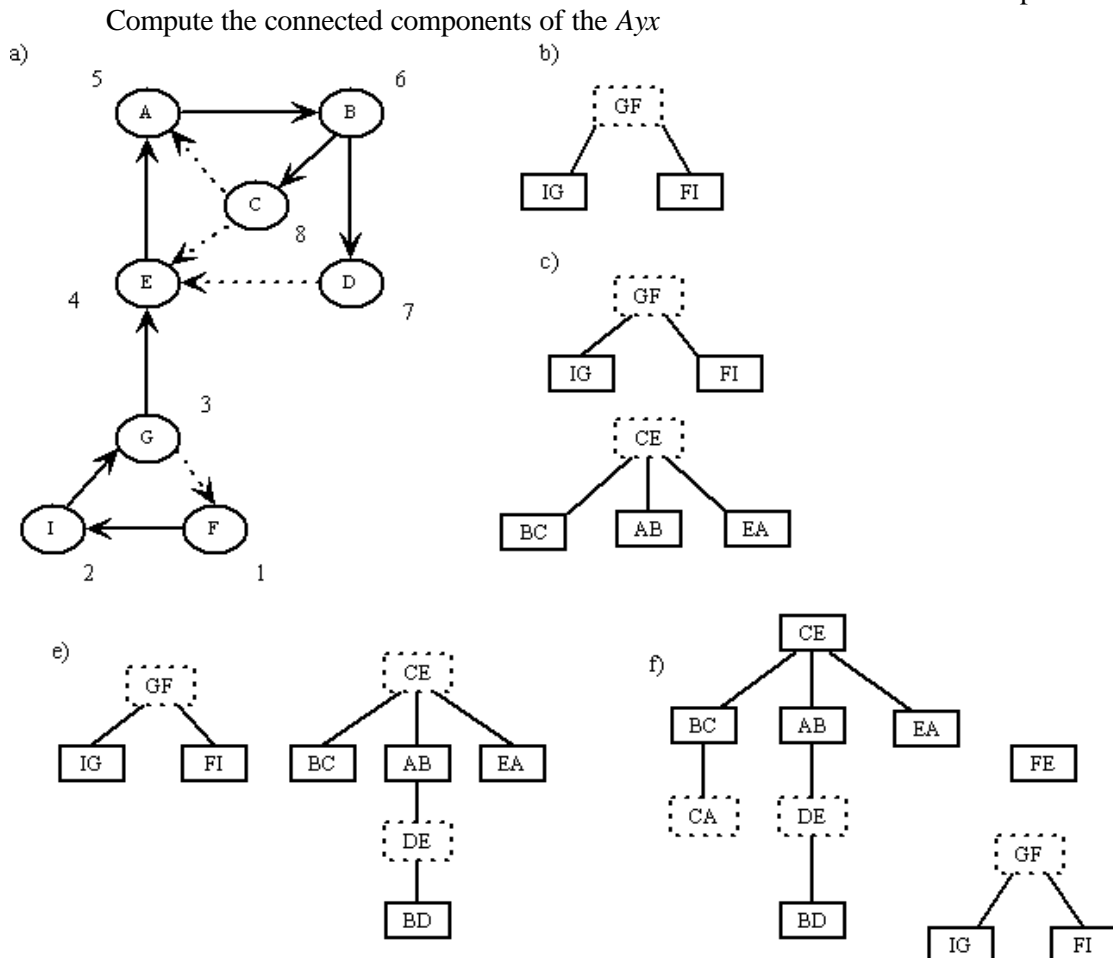 Compute the connected components of the Ayx
a)
5
6
A
B
C
8
E
D
4
7
3
G
I
F
2
1
b)
GF
IG FI
c)
GF
IG FI
CE
BC AB EA
e)
GF CE
IG FI BC AB EA
DE
BD
f)
CE
BC AB EA
FE
CA DE
GF
BD
IG FI